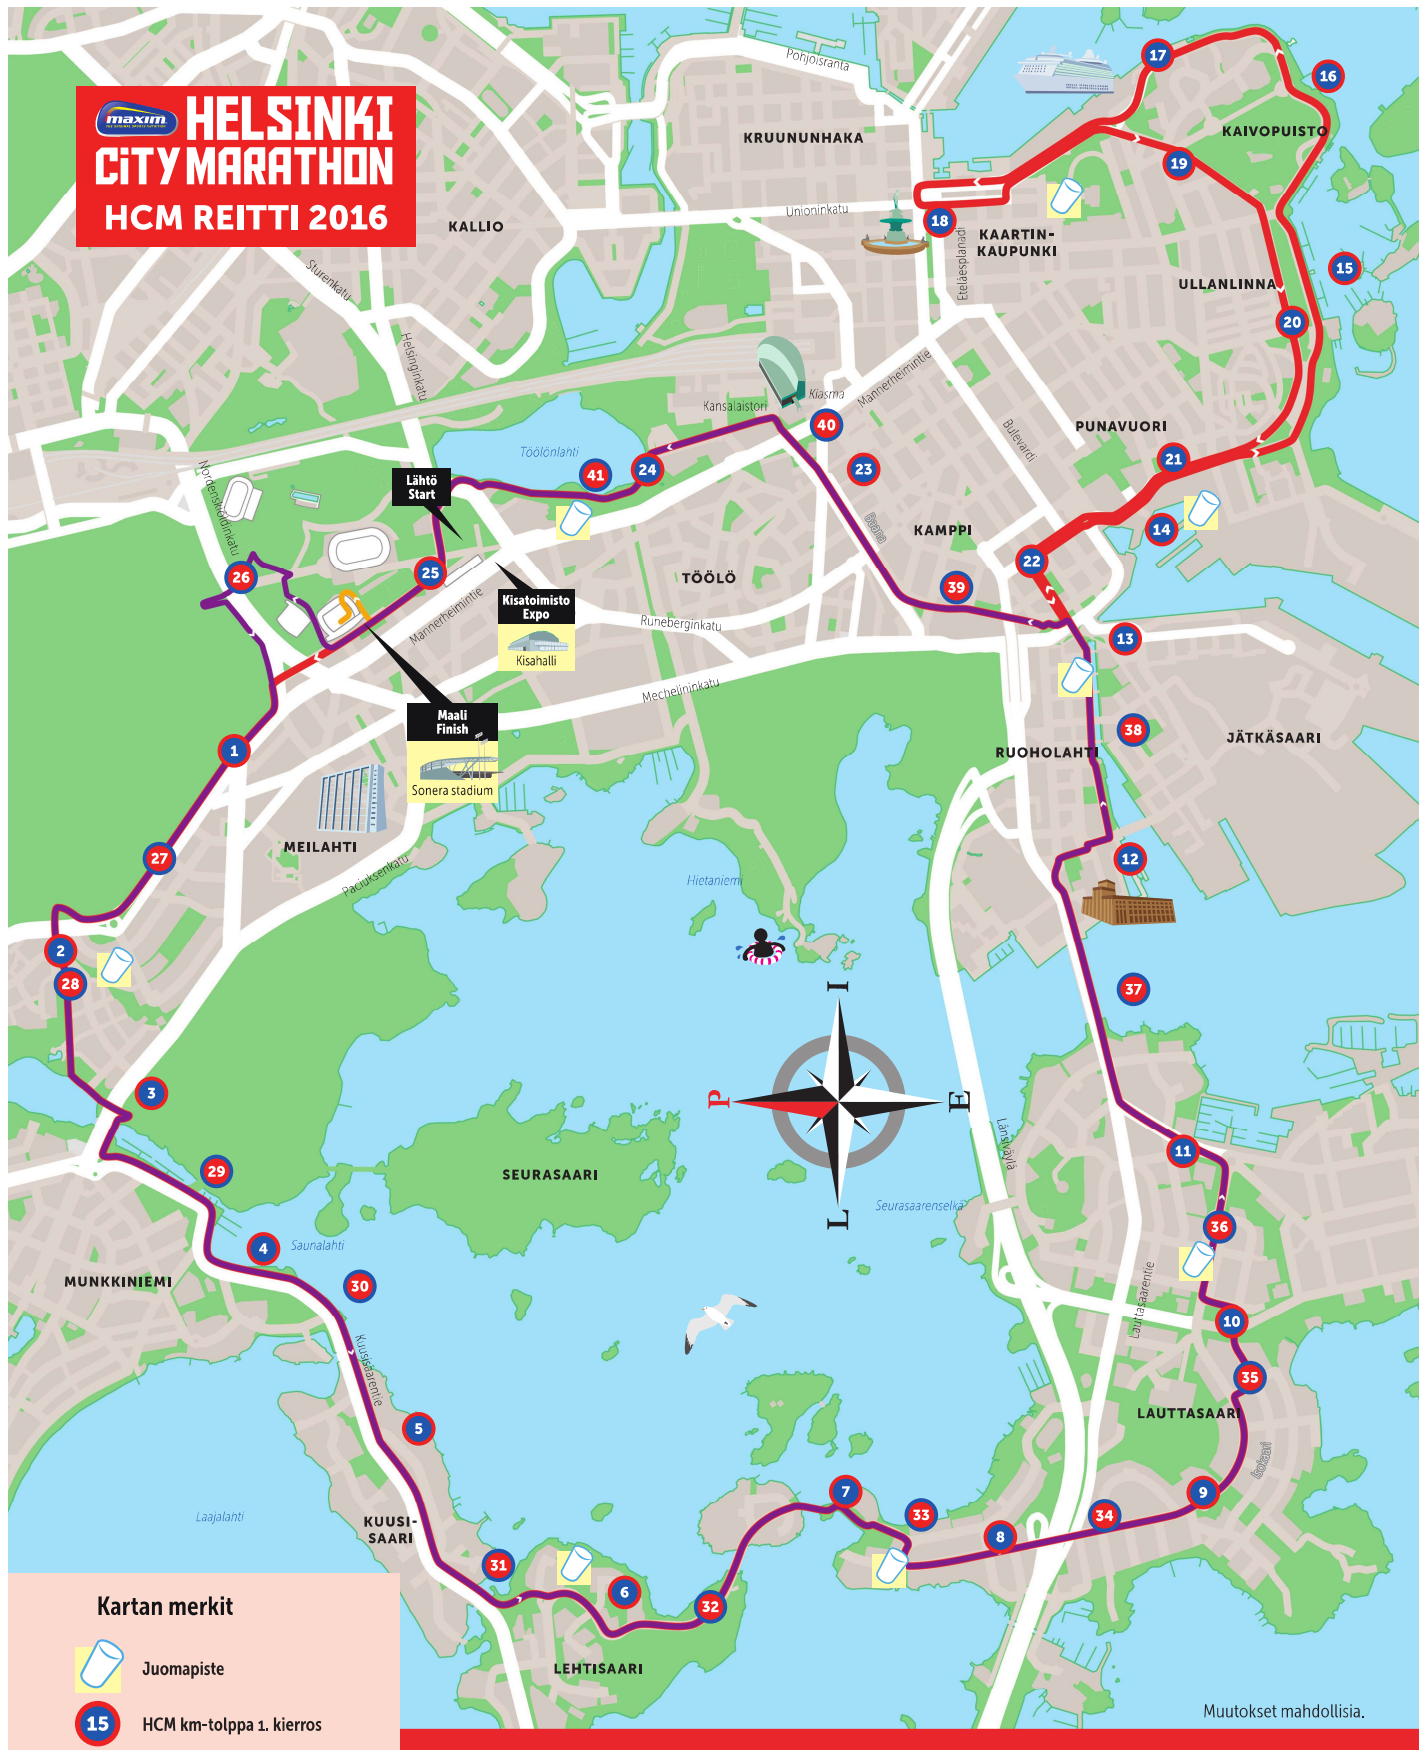 maxim
HELSINKI
CITY MARATHON
HCM REITTI 2016
Pohjoisranta
KRUUNUNHAKA
KALLIO
Unioninkatu
Sturenkatu
Helsinginkatu
17
16
KAIVOPUISTO
19
18
KAARTIN-
KAUPUNKI
Eteläesplanadi
15
ULLANLINNA
20
Kiasma
Kansalaistori
Mannerheimintie
40
Bulevardi
PUNAVUORI
21
Töölönlahti
41
24
23
Nordenskiöldinkatu
Lähtö
Start
14
KAMPPI
Baana
22
39
26
25
TÖÖLÖ
Kisatoimisto
Expo
Kisahalli
Mannerheimintie
Runeberginkatu
13
Mechelininkatu
Maali
Finish
Sonera stadium
38
JÄTKÄSAARI
RUOHOLAHTI
1
MEILAHTI
27
Paciuksenkatu
12
Hietaniemi
2
28
37
I
P
E
L
3
Länsiväylä
11
29
SEURASAARI
Seurasaarenselkä
36
4
Saunalahti
30
MUNKKINIEMI
Lauttasaarentie
10
Kuusisaarentie
35
LAUTTASAARI
5
Isokaari
7
9
Laajalahti
KUUSI-
SAARI
33
34
8
31
6
32
LEHTISAARI
Kartan merkit
Juomapiste
15
HCM km-tolppa 1. kierros
Muutokset mahdollisia.